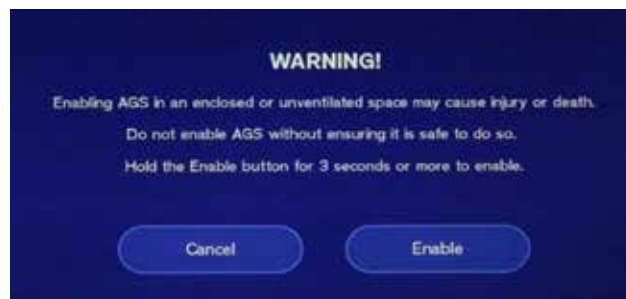 WARNING!
Enabling AGS in an enclosed or unventilated space may cause injury or death.
Do not enable AGS without ensuring it is safe to do so.
Hold the Enable button for 3 seconds or more to enable.
Cancel
Enable